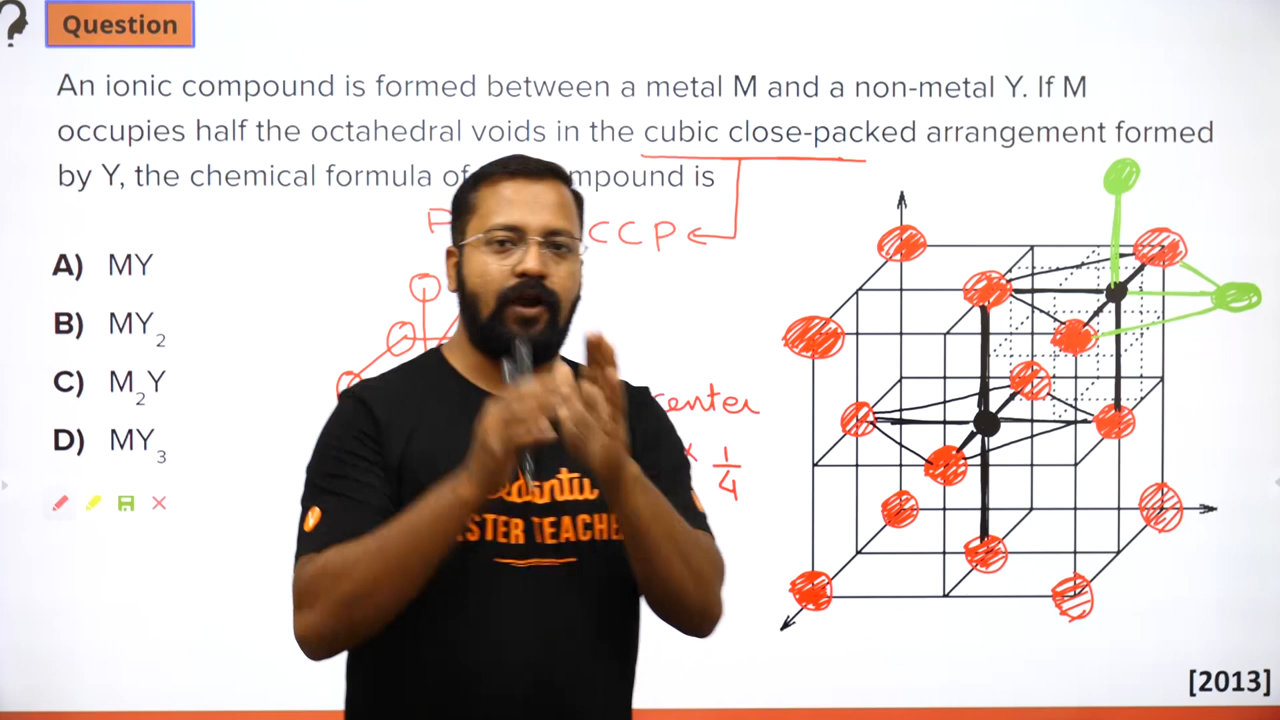 Question
An ionic compound is formed between a metal M and a non-metal Y. If M
occupies half the octahedral voids in the cubic close-packed arrangement formed
by Y, the chemical formula of mpound is
CCP
A) MY
B) MY2
C) M2Y
D) MY3
center
× 1/4
edantu
STER TEACHE
[2013]